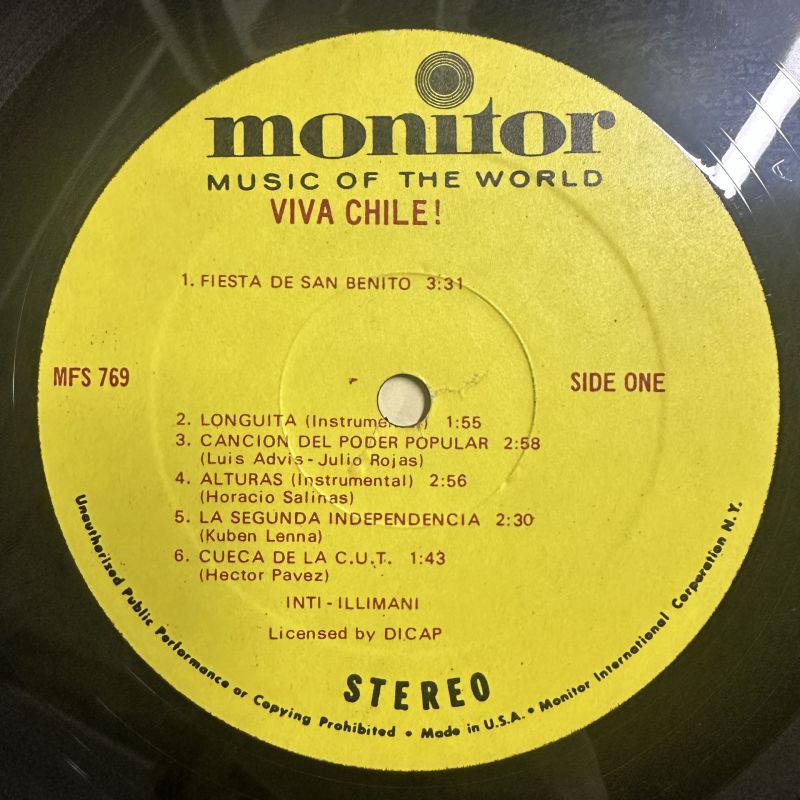 monitor
MUSIC OF THE WORLD
VIVA CHILE!
1. FIESTA DE SAN BENITO 3:31
MFS 769
SIDE ONE
2. LONGUITA (Instrume ) 1:55
3. CANCION DEL PODER POPULAR 2:58
(Luis Advis - Julio Rojas)
4. ALTURAS (Instrumental) 2:56
(Horacio Salinas)
5. LA SEGUNDA INDEPENDENCIA 2:30
(Kuben Lenna)
6. CUECA DE LA C.U.T. 1:43
(Hector Pavez)
INTI - ILLIMANI
Licensed by DICAP
STEREO
Unauthorized Public Performance or Copying Prohibited • Made in U.S.A. • Monitor International Corporation N.Y.